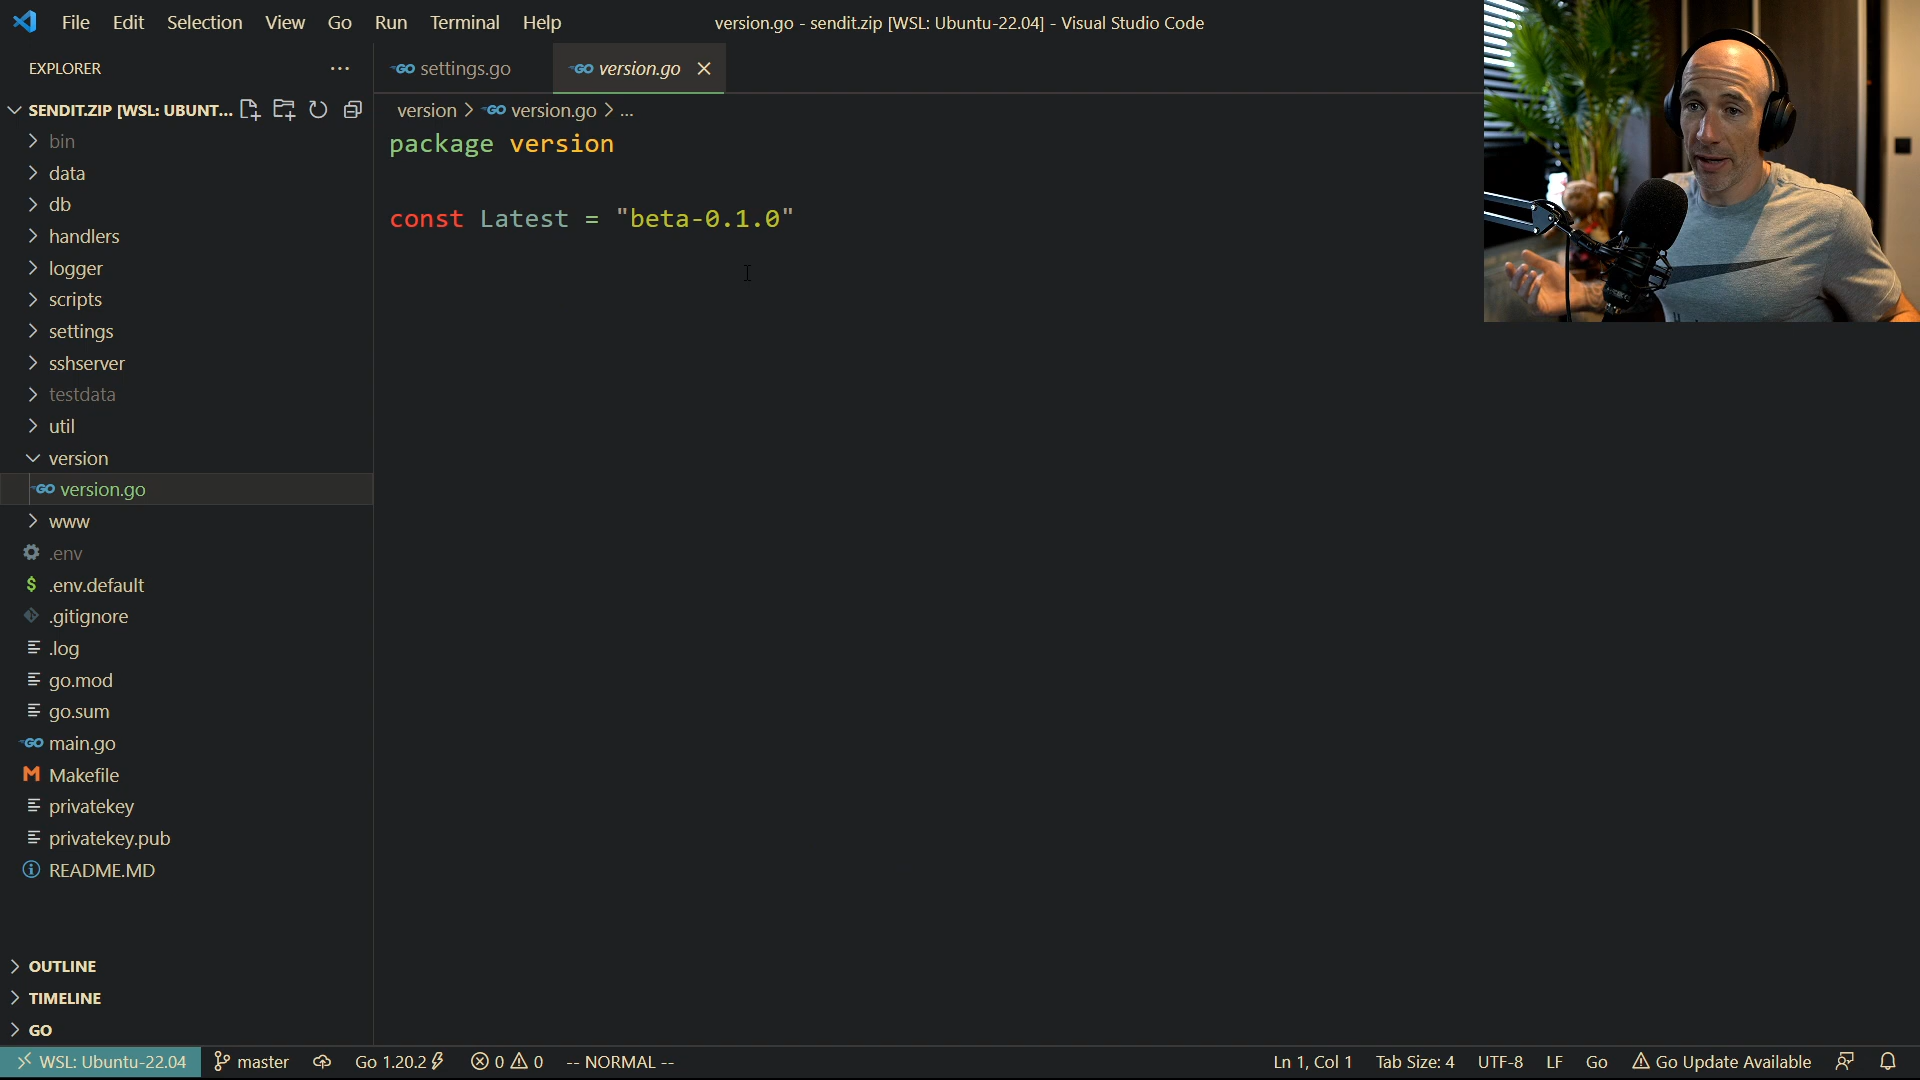 File Edit Selection View Go Run Terminal Help
version.go - sendit.zip [WSL: Ubuntu-22.04] - Visual Studio Code
EXPLORER
SENDIT.ZIP [WSL: UBUNT...
bin
data
db
handlers
logger
scripts
settings
sshserver
testdata
util
version
GO version.go
www
.env
$ .env.default
.gitignore
.log
go.mod
go.sum
GO main.go
M Makefile
privatekey
privatekey.pub
README.MD
OUTLINE
TIMELINE
GO
GO settings.go
GO version.go
version > GO version.go > ...
package version
const Latest = "beta-0.1.0"
WSL: Ubuntu-22.04 master Go 1.20.2 0 0 -- NORMAL --
Ln 1, Col 1 Tab Size: 4 UTF-8 LF Go Go Update Available